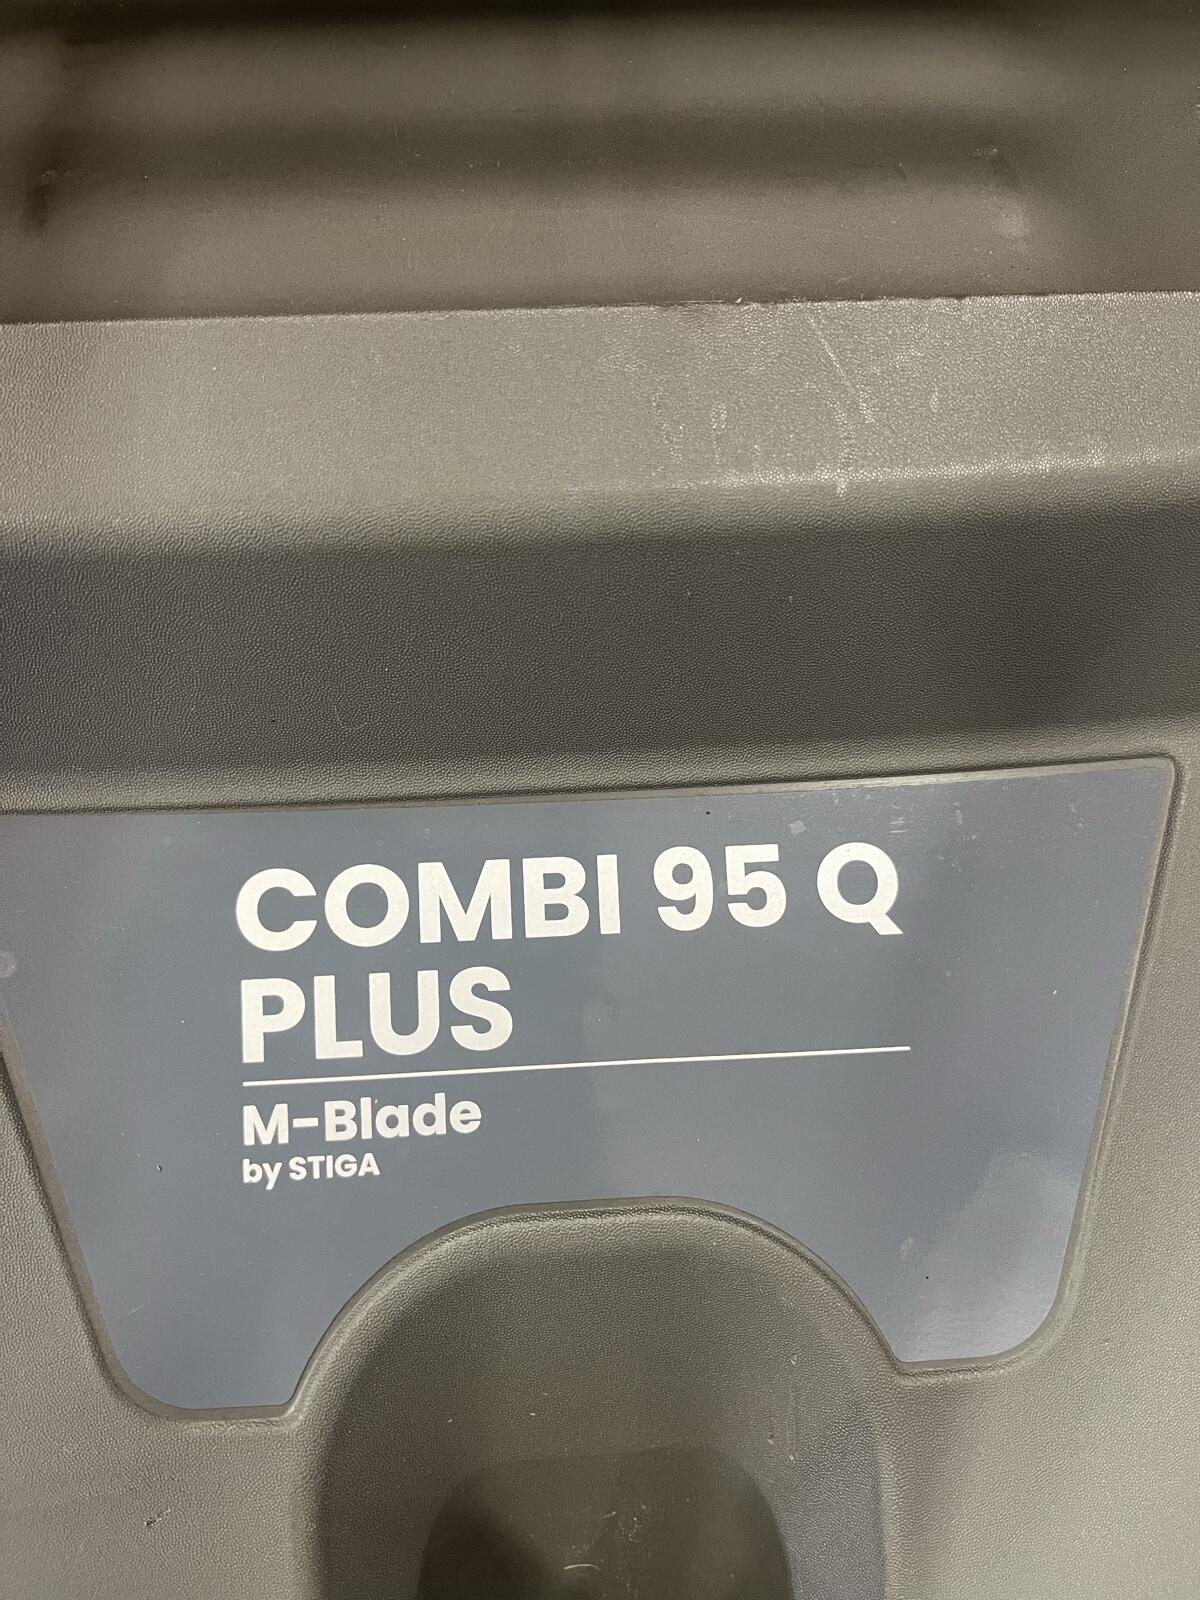 COMBI 95 Q
PLUS
M-Blade
by STIGA